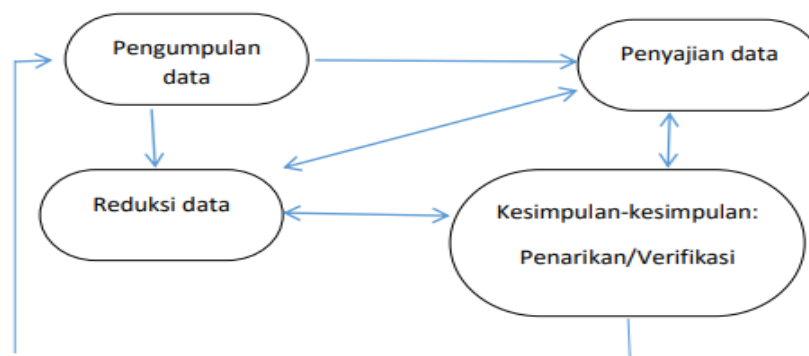 Pengumpulan
data
Penyajian data
Reduksi data
Kesimpulan-kesimpulan:
Penarikan/Verifikasi